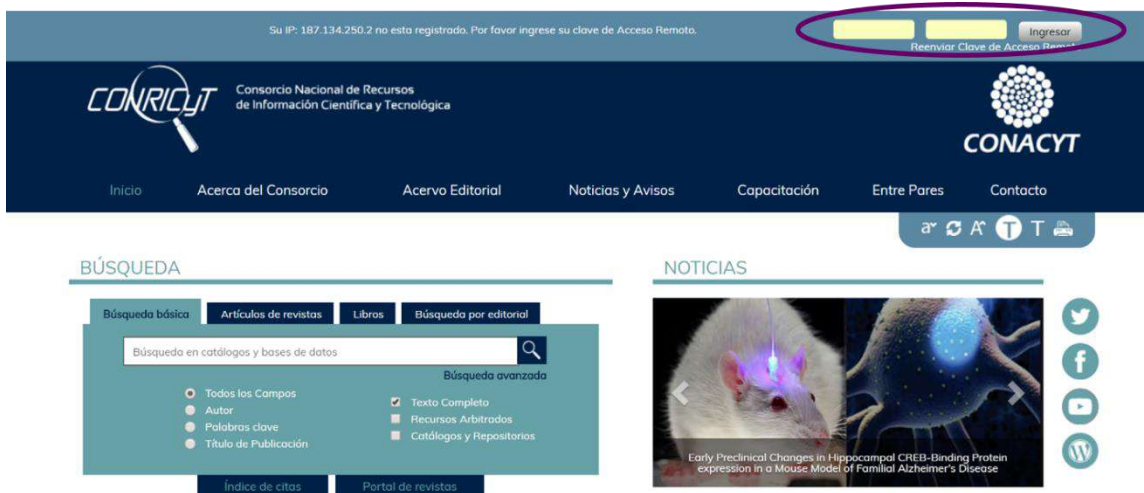 Su IP: 187.134.250.2 no esta registrado. Por favor ingrese su clave de Acceso Remoto.
Ingresar
Reenviar Clave de Acceso Remoto
CONRICyT
Consorcio Nacional de Recursos
de Información Científica y Tecnológica
CONACYT
Inicio Acerca del Consorcio Acervo Editorial Noticias y Avisos Capacitación Entre Pares Contacto
BÚSQUEDA
Búsqueda básica Artículos de revistas Libros Búsqueda por editorial
Búsqueda en catálogos y bases de datos
Búsqueda avanzada
Todos los Campos
Autor
Palabras clave
Título de Publicación
Texto Completo
Recursos Arbitrados
Catálogos y Repositorios
Índice de citas Portal de revistas
NOTICIAS
Early Preclinical Changes in Hippocampal CREB-Binding Protein
expression in a Mouse Model of Familial Alzheimer's Disease